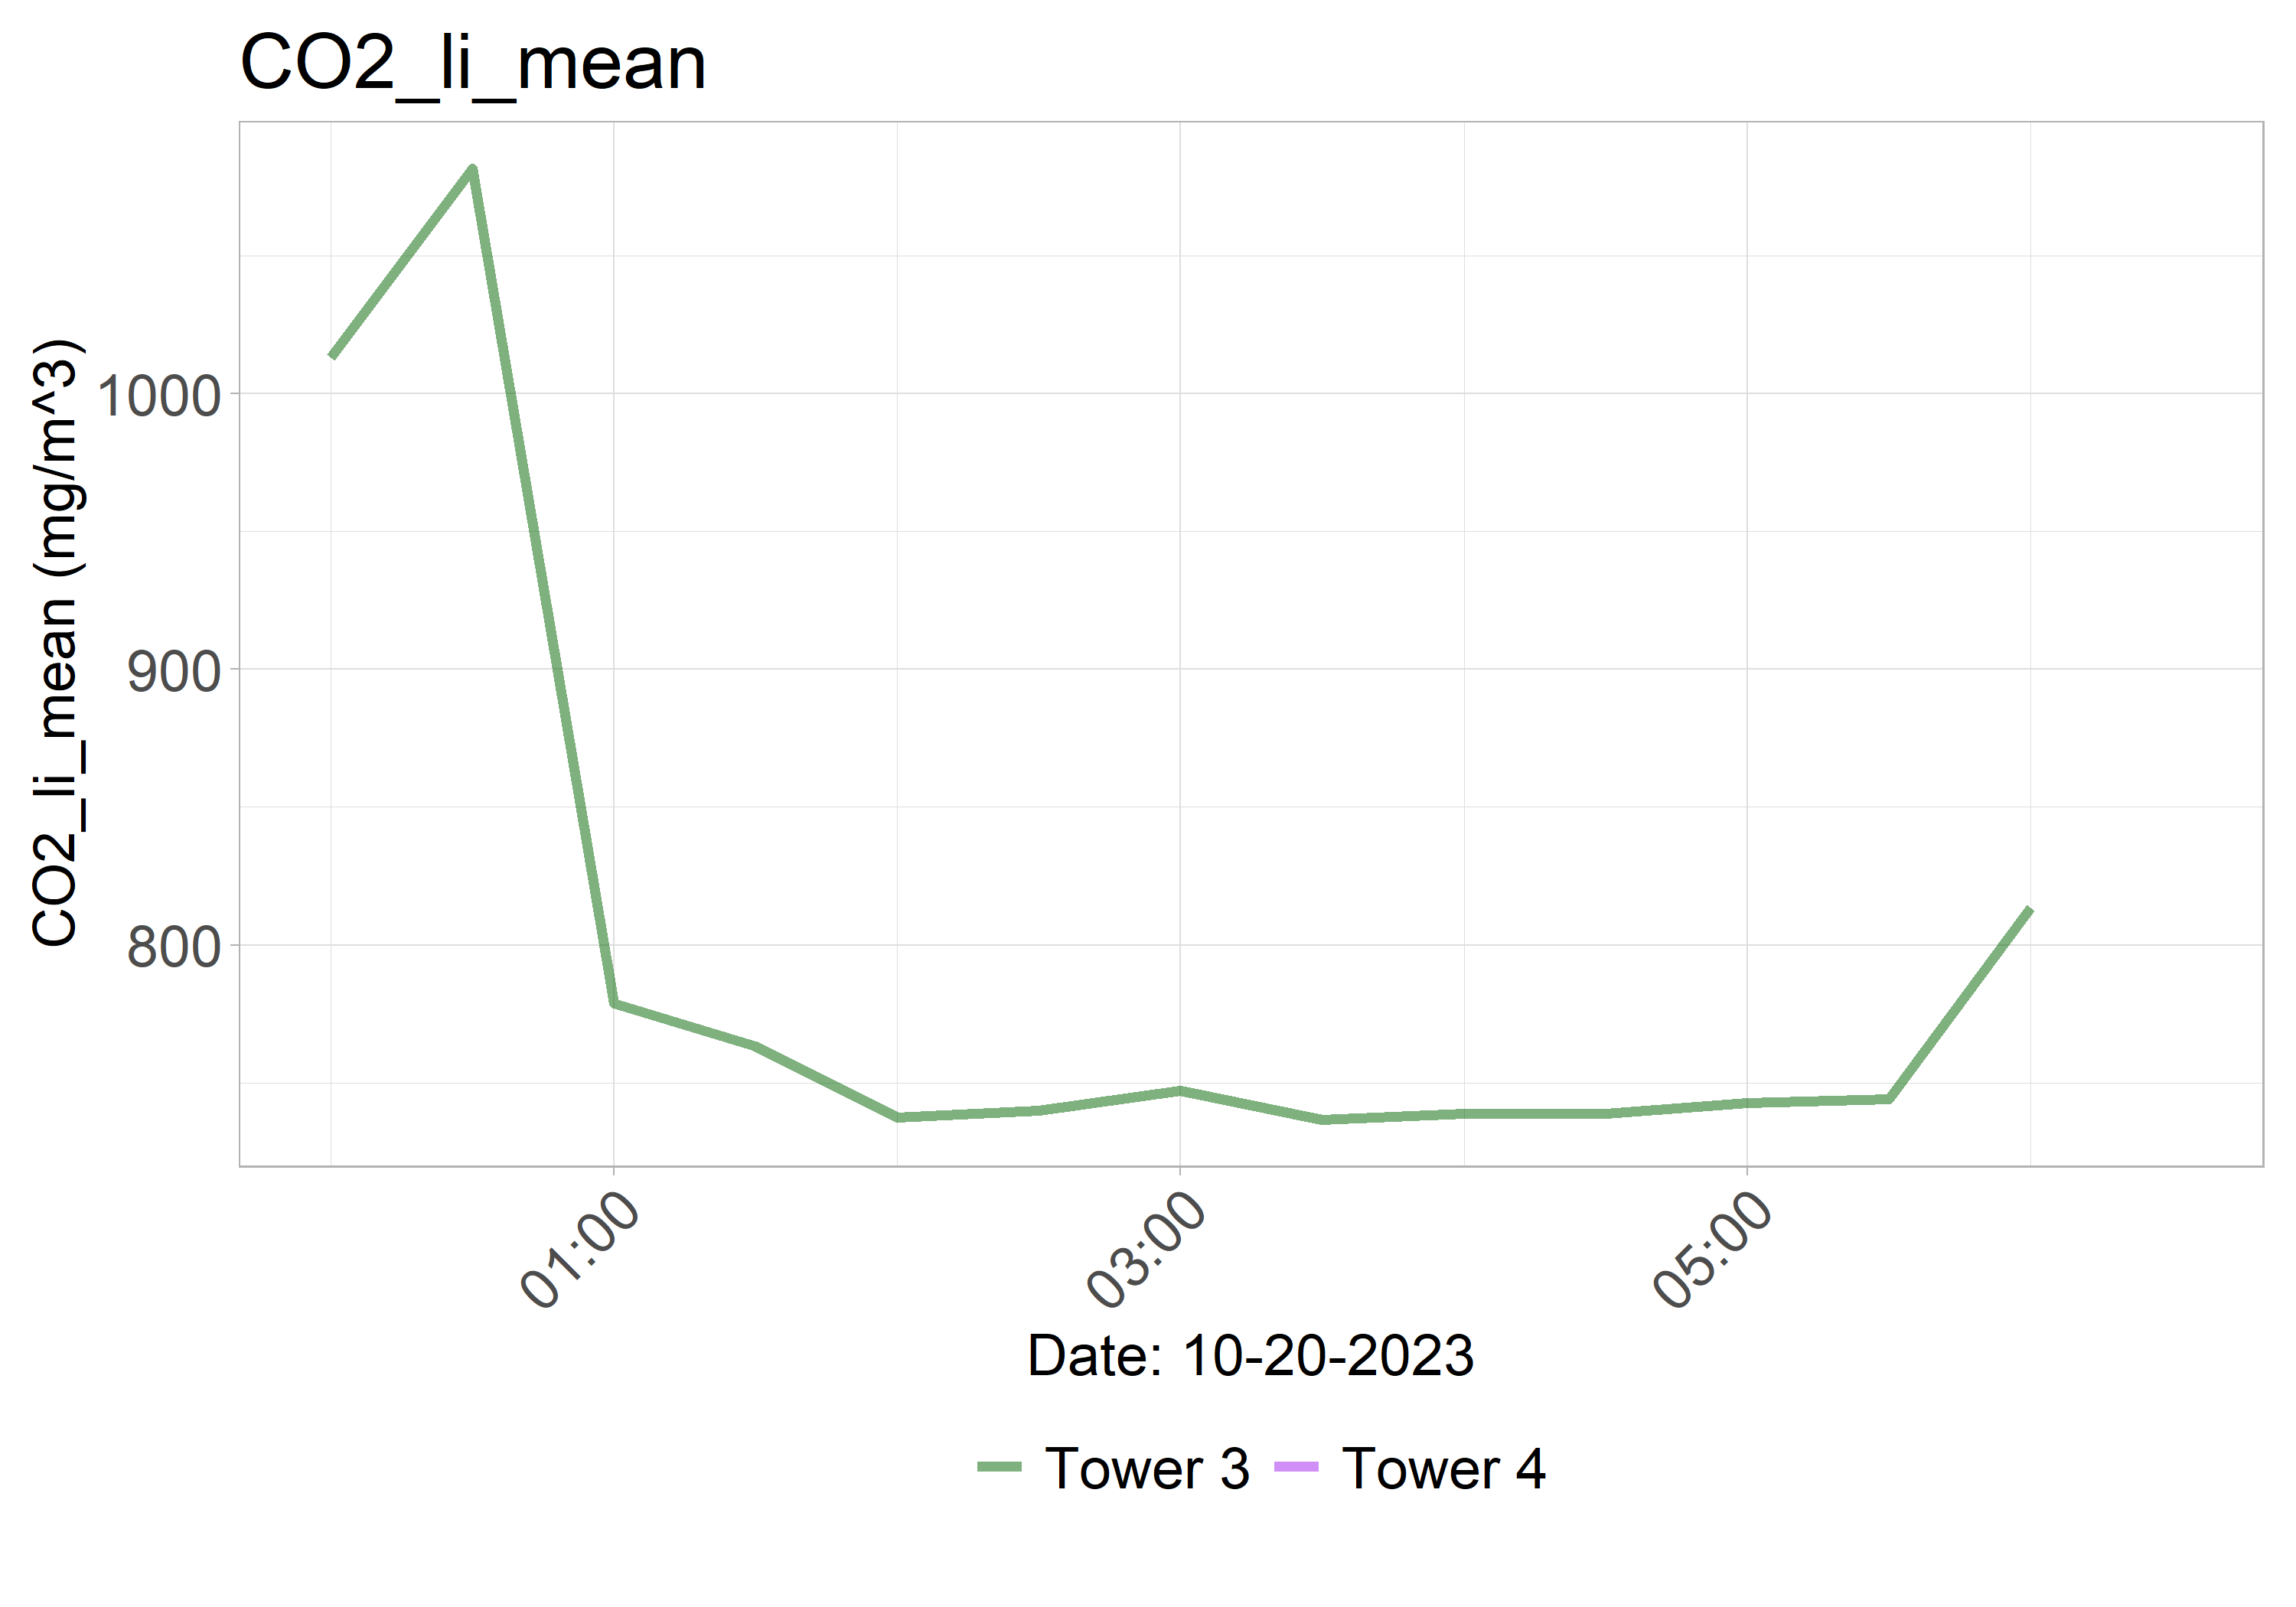 CO2_li_mean
CO2_li_mean (mg/m^3)
1000
900
800
01:00
03:00
05:00
Date: 10-20-2023
Tower 3
Tower 4